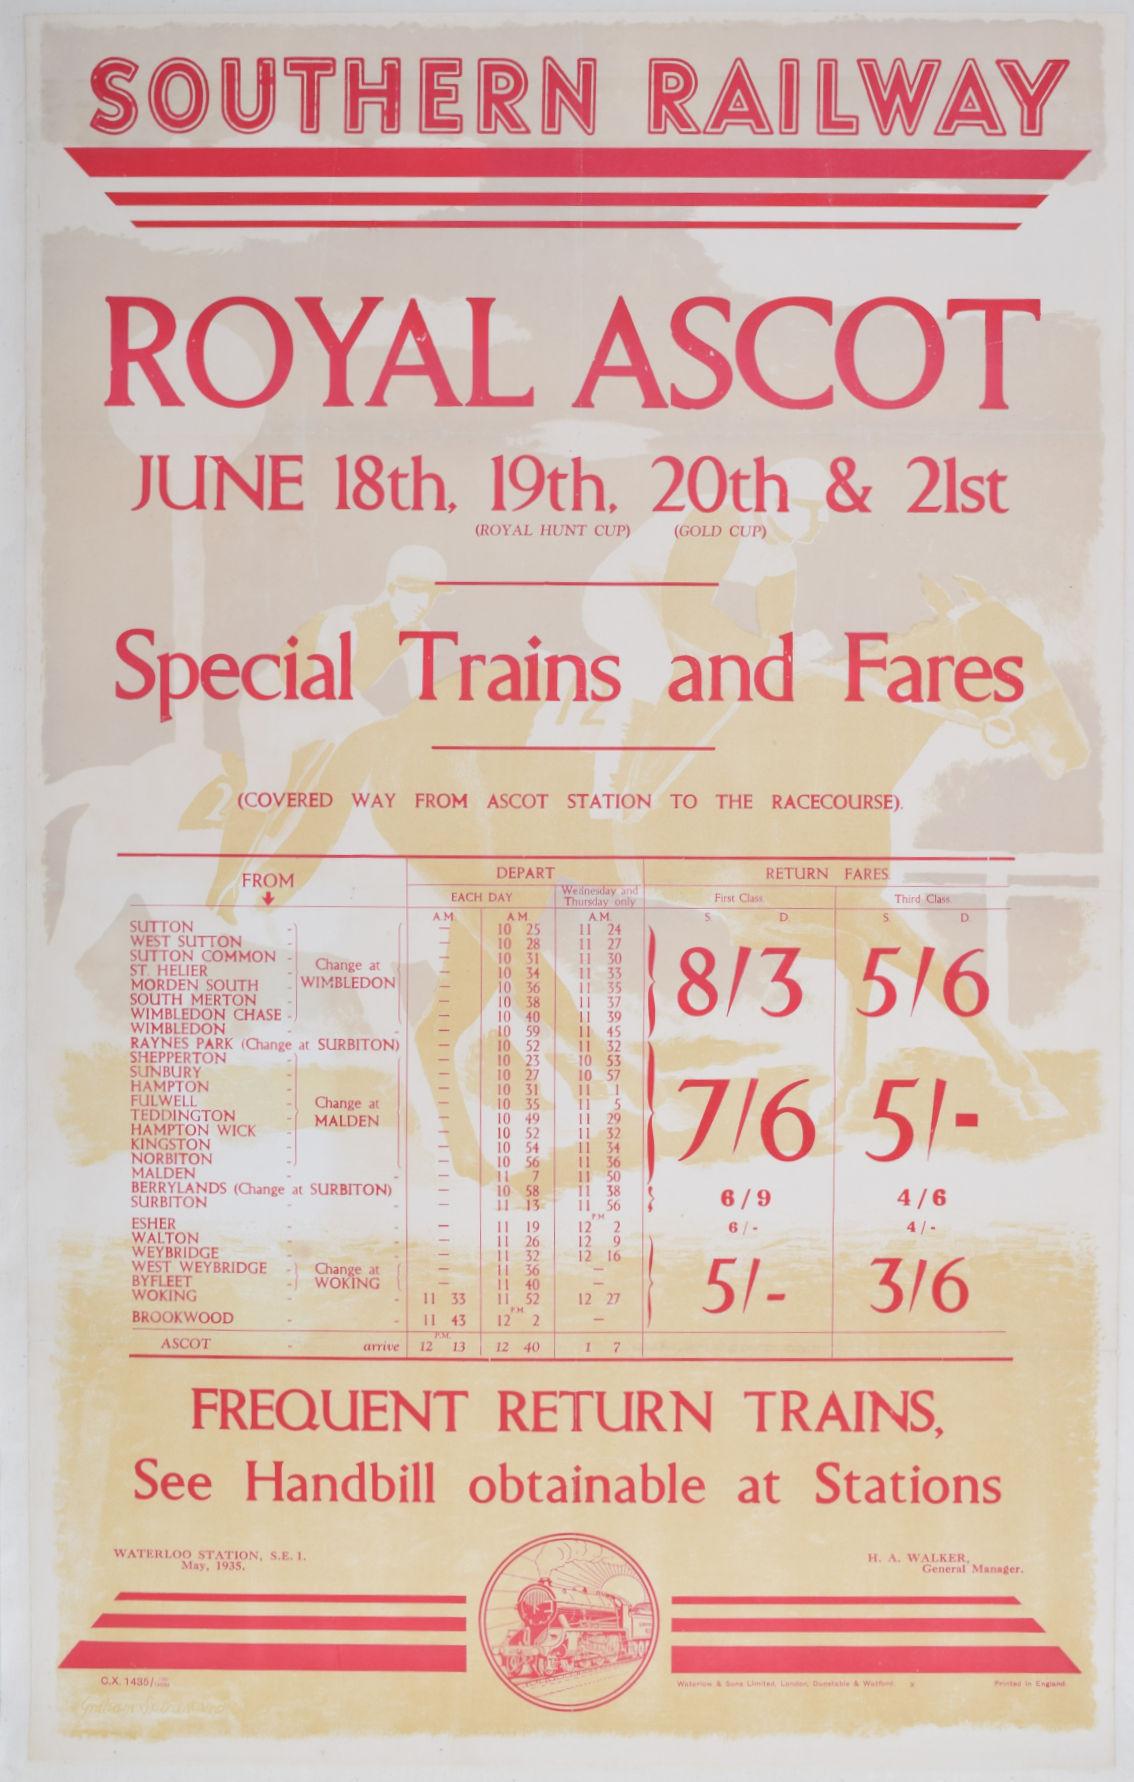 SOUTHERN RAILWAY
ROYAL ASCOT
JUNE 18th, 19th, 20th & 21st
(ROYAL HUNT CUP) (GOLD CUP)
Special Trains and Fares
(COVERED WAY FROM ASCOT STATION TO THE RACECOURSE).
FROM DEPART RETURN FARES
EACH DAY Wednesday and Thursday only First Class. Third Class.
A.M. A.M. A.M. S. D. S. D.
SUTTON - — 10 25 11 24
WEST SUTTON - — 10 28 11 27
SUTTON COMMON - — 10 31 11 30
ST. HELIER - Change at — 10 34 11 33
MORDEN SOUTH - WIMBLEDON — 10 36 11 35 8/3 5/6
SOUTH MERTON - — 10 38 11 37
WIMBLEDON CHASE - — 10 40 11 39
WIMBLEDON - - — 10 59 11 45
RAYNES PARK (Change at SURBITON) — 10 52 11 32
SHEPPERTON - — 10 23 10 53
SUNBURY - — 10 27 10 57
HAMPTON - — 10 31 11 1
FULWELL - Change at — 10 35 11 5
TEDDINGTON - MALDEN — 10 49 11 29 7/6 5/-
HAMPTON WICK - — 10 52 11 32
KINGSTON - — 10 54 11 34
NORBITON - — 10 56 11 36
MALDEN - - — 11 7 11 50
BERRYLANDS (Change at SURBITON) — 10 58 11 38 6/9 4/6
SURBITON - - — 11 13 11 56
P.M.
ESHER - - — 11 19 12 2 6/- 4/-
WALTON - - — 11 26 12 9
WEYBRIDGE - - — 11 32 12 16
WEST WEYBRIDGE - Change at — 11 36 —
BYFLEET - WOKING — 11 40 — 5/- 3/6
WOKING - - 11 33 11 52 12 27
P.M.
BROOKWOOD - - 11 43 12 2 —
P.M.
ASCOT - arrive 12 13 12 40 1 7
FREQUENT RETURN TRAINS,
See Handbill obtainable at Stations
WATERLOO STATION, S.E.1.
May, 1935.
H. A. WALKER,
General Manager.
C.X. 1435/
Waterlow & Sons Limited, London, Dunstable & Watford. X Printed in England.
12
2